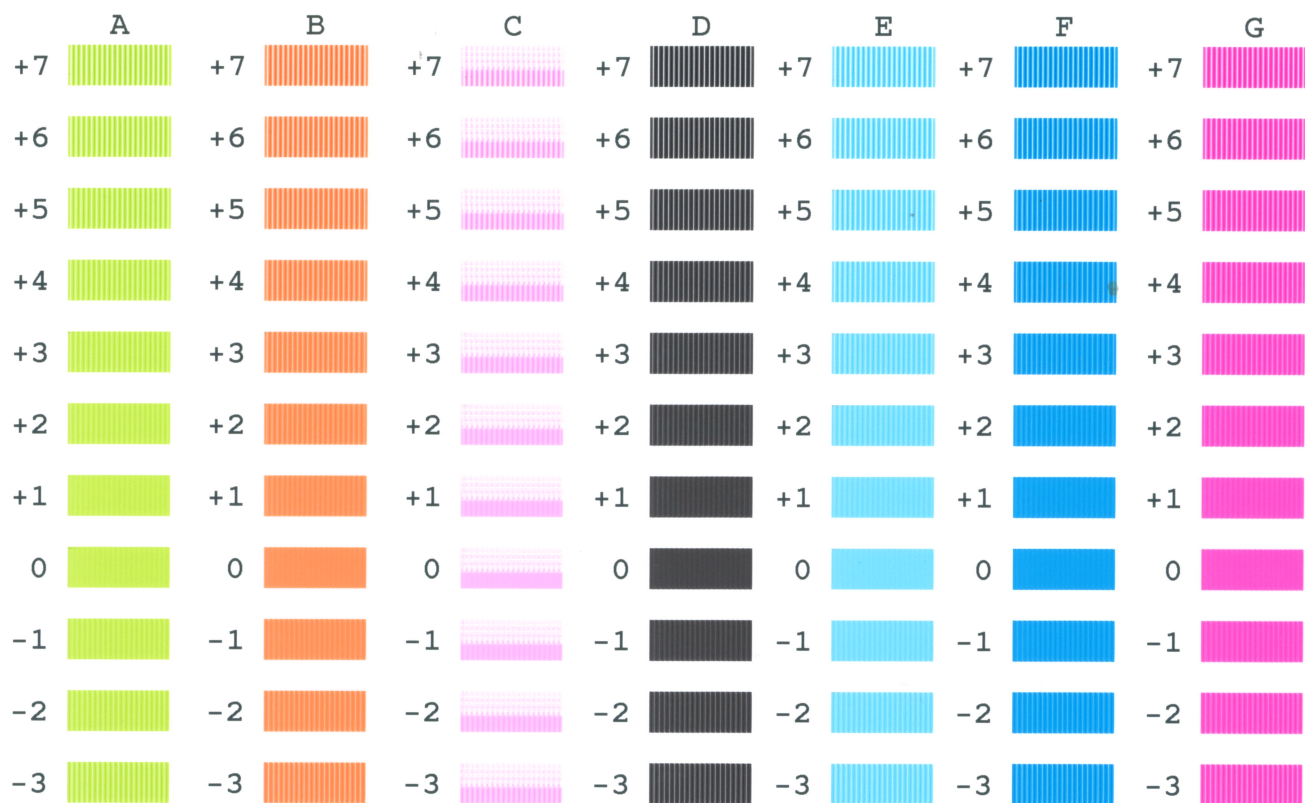 A B C D E F G
+7 +7 +7 +7 +7 +7 +7
+6 +6 +6 +6 +6 +6 +6
+5 +5 +5 +5 +5 +5 +5
+4 +4 +4 +4 +4 +4 +4
+3 +3 +3 +3 +3 +3 +3
+2 +2 +2 +2 +2 +2 +2
+1 +1 +1 +1 +1 +1 +1
0 0 0 0 0 0 0
-1 -1 -1 -1 -1 -1 -1
-2 -2 -2 -2 -2 -2 -2
-3 -3 -3 -3 -3 -3 -3